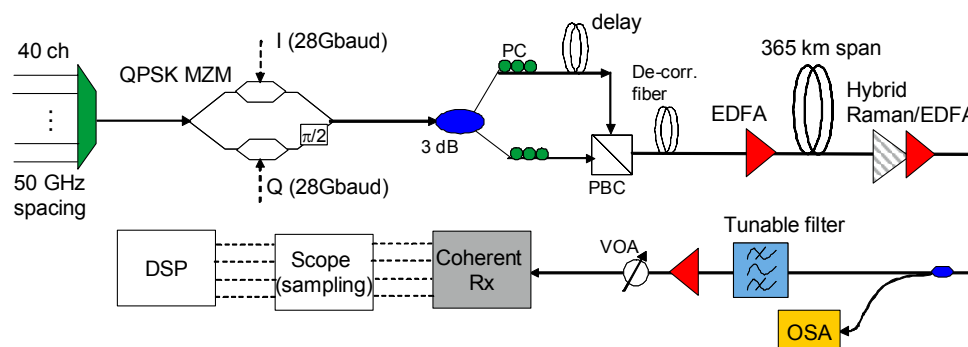 40 ch
50 GHz
spacing
QPSK MZM
I (28Gbaud)
π/2
Q (28Gbaud)
3 dB
PC
delay
PBC
De-corr.
fiber
EDFA
365 km span
Hybrid
Raman/EDFA
DSP
Scope
(sampling)
Coherent
Rx
VOA
Tunable filter
OSA